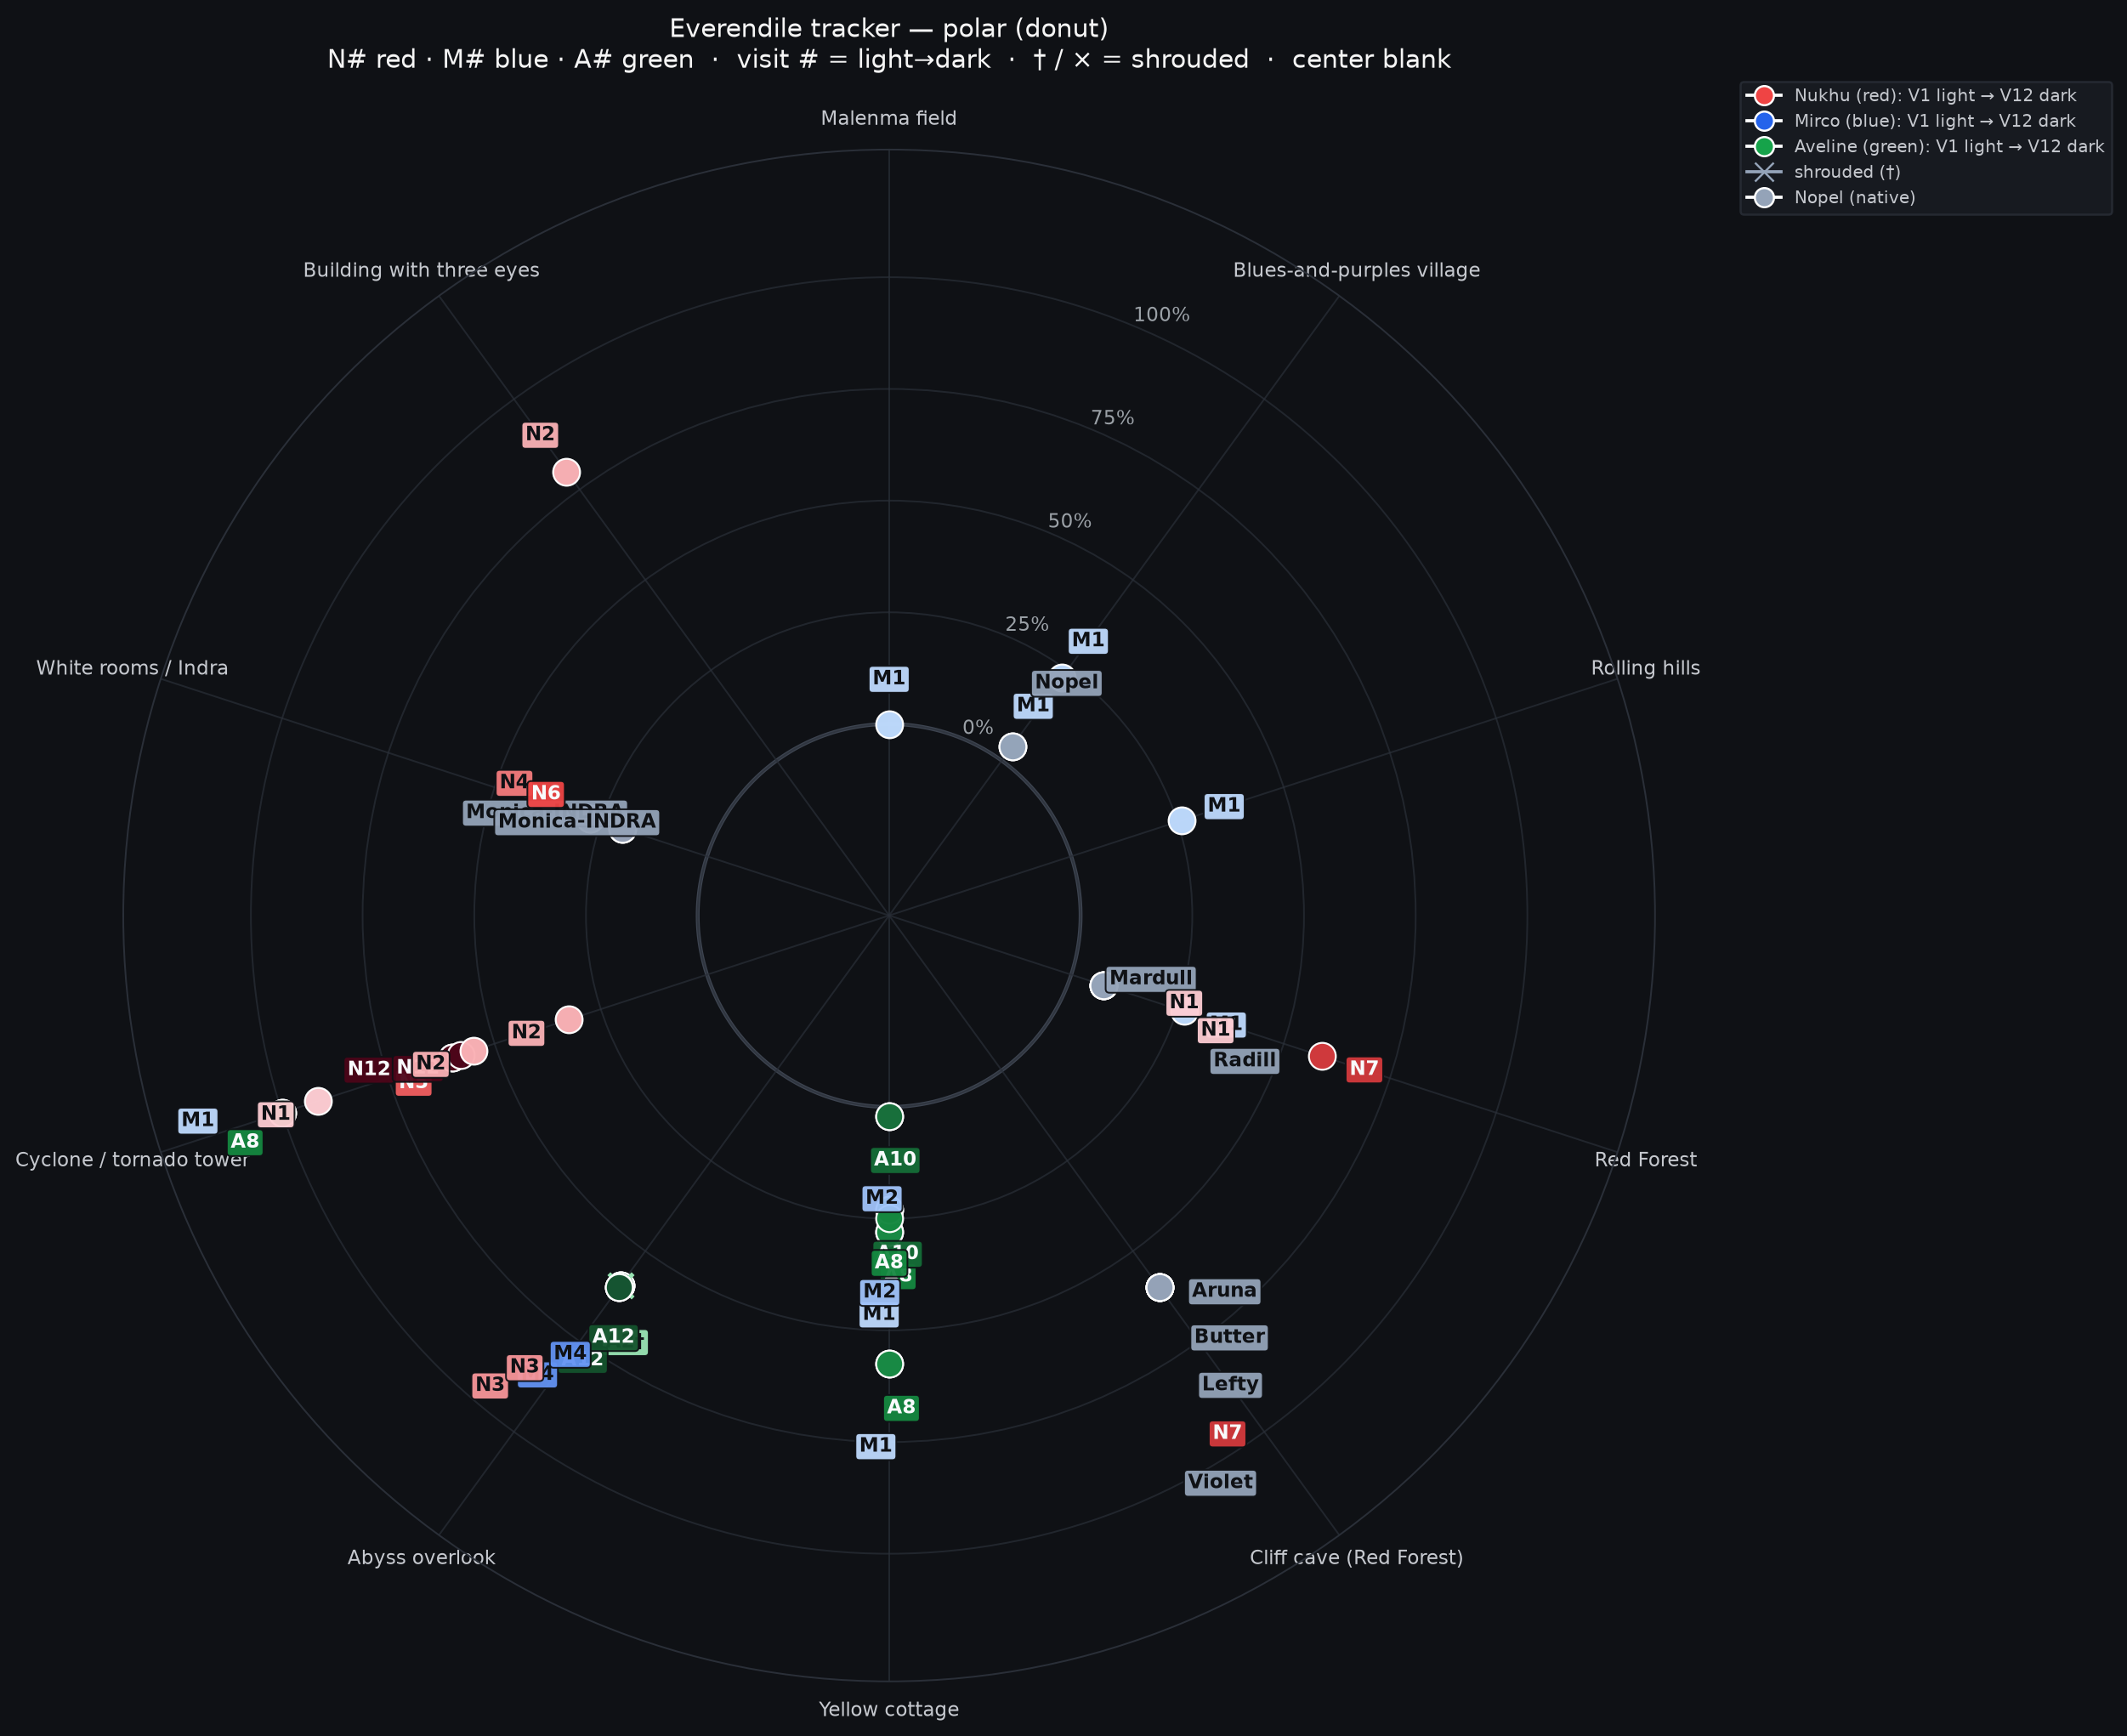 Everendile tracker — polar (donut)
N# red · M# blue · A# green  ·  visit # = light→dark  ·  † / × = shrouded  ·  center blank
Nukhu (red): V1 light → V12 dark
Mirco (blue): V1 light → V12 dark
Aveline (green): V1 light → V12 dark
shrouded (†)
Nopel (native)
Malenma field
Building with three eyes
Blues-and-purples village
100%
75%
N2
50%
25%
M1
M1
Nopel
M1
0%
White rooms / Indra
Rolling hills
N4
N6
Monica-INDRA
M1
Mardull
N1
N1
Radill
N7
N2
N2
N12
N1
M1
A8
Cyclone / tornado tower
Red Forest
A10
M2
A8
M2
M1
A8
M1
A12
M4
N3
N3
Aruna
Butter
Lefty
N7
Violet
Abyss overlook
Cliff cave (Red Forest)
Yellow cottage